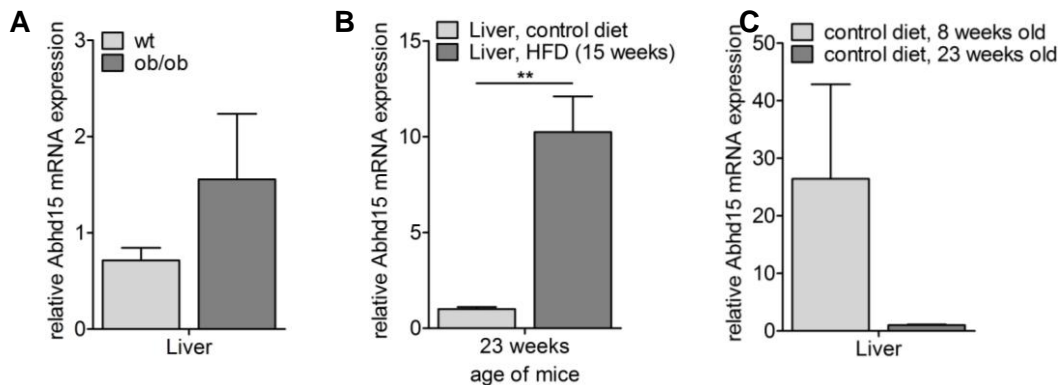 A
relative Abhd15 mRNA expression
3
2
1
0
wt
ob/ob
Liver
B
relative Abhd15 mRNA expression
15
10
5
0
Liver, control diet
Liver, HFD (15 weeks)
**
23 weeks
age of mice
C
relative Abhd15 mRNA expression
50
40
30
20
10
0
control diet, 8 weeks old
control diet, 23 weeks old
Liver